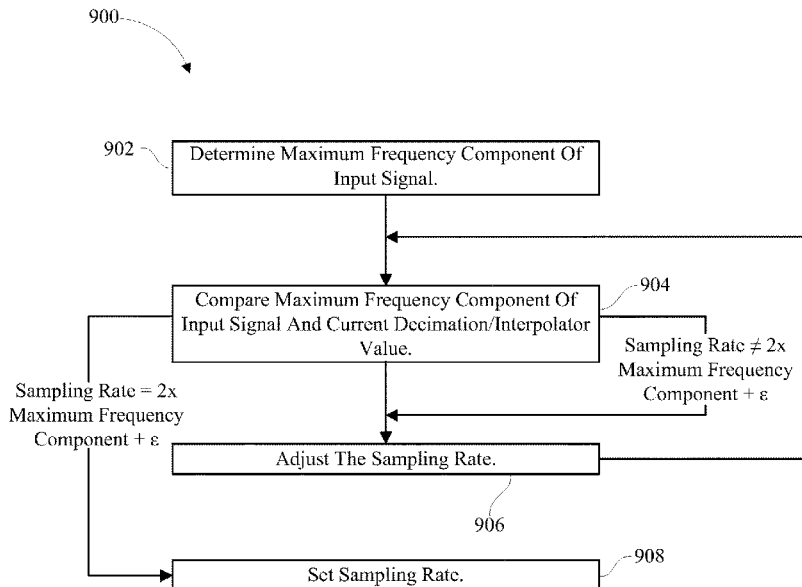 900
902
Determine Maximum Frequency Component Of
Input Signal.
904
Compare Maximum Frequency Component Of
Input Signal And Current Decimation/Interpolator
Value.
Sampling Rate ≠ 2x
Maximum Frequency
Component + ε
Sampling Rate = 2x
Maximum Frequency
Component + ε
Adjust The Sampling Rate.
906
908
Set Sampling Rate.